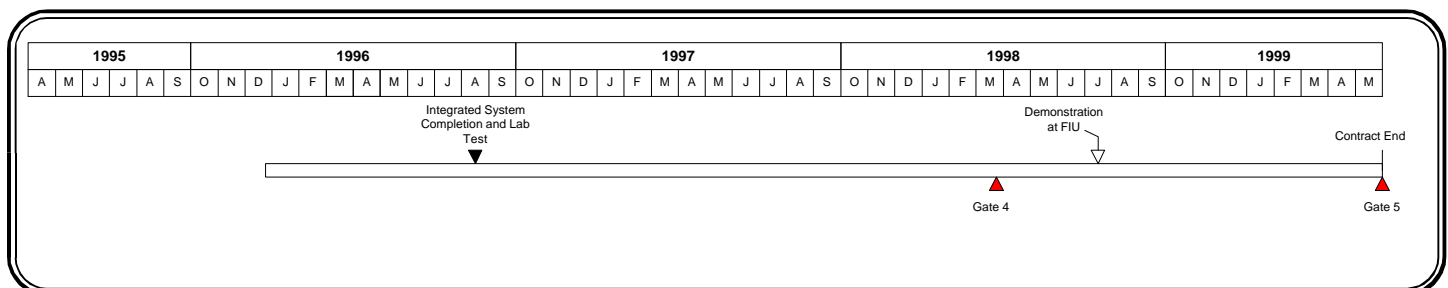 1995 1996 1997 1998 1999
A M J J A S O N D J F M A M J J A S O N D J F M A M J J A S O N D J F M A M J J A S O N D J F M A M
Integrated System
Completion and Lab
Test
Demonstration
at FIU
Contract End
Gate 4
Gate 5